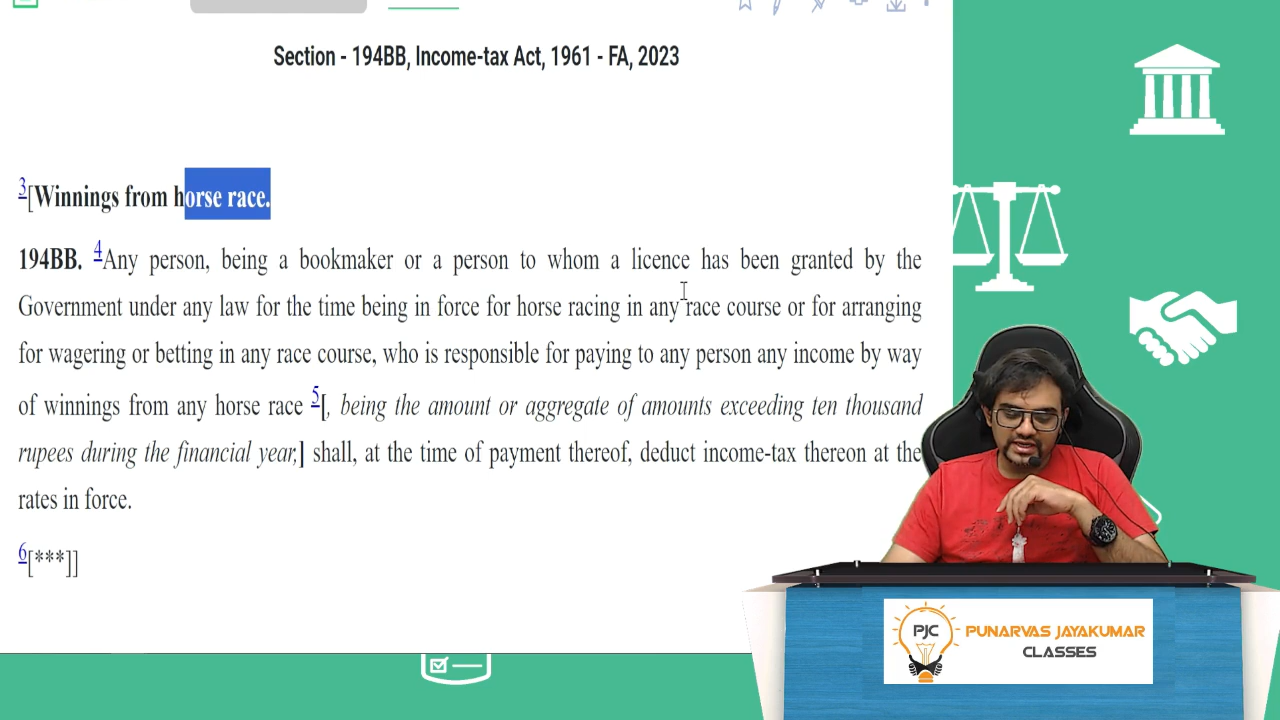 Section - 194BB, Income-tax Act, 1961 - FA, 2023
3[Winnings from horse race.
194BB. 4Any person, being a bookmaker or a person to whom a licence has been granted by the
Government under any law for the time being in force for horse racing in any race course or for arranging
for wagering or betting in any race course, who is responsible for paying to any person any income by way
of winnings from any horse race 5[, being the amount or aggregate of amounts exceeding ten thousand
rupees during the financial year,] shall, at the time of payment thereof, deduct income-tax thereon at the
rates in force.
6[***]]
PJC
PUNARVAS JAYAKUMAR
CLASSES